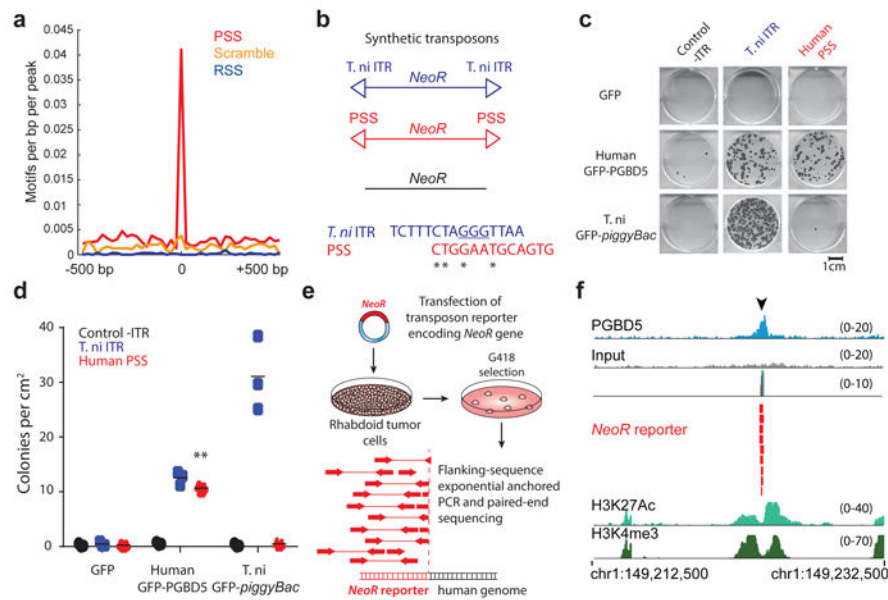 a
PSS
Scramble
RSS
Motifs per bp per peak
0.045
0.04
0.035
0.03
0.025
0.02
0.015
0.01
0.005
0
-500 bp
0
+500 bp
b
Synthetic transposons
T. ni ITR
T. ni ITR
NeoR
PSS
PSS
NeoR
NeoR
T. ni ITR TCTTTCTAGGGTTAA
PSS CTGGAATGCAGTG
** * *
c
Control -ITR
T. ni ITR
Human PSS
GFP
Human GFP-PGBD5
T. ni GFP-piggyBac
1cm
d
Colonies per cm²
40
30
20
10
0
Control -ITR
T. ni ITR
Human PSS
**
GFP
Human GFP-PGBD5
T. ni GFP-piggyBac
e
NeoR
Transfection of
transposon reporter
encoding NeoR gene
G418
selection
Rhabdoid tumor
cells
Flanking-sequence
exponential anchored
PCR and paired-end
sequencing
NeoR reporter
human genome
f
PGBD5
(0-20)
Input
(0-20)
(0-10)
NeoR reporter
H3K27Ac
(0-40)
H3K4me3
(0-70)
chr1:149,212,500
chr1:149,232,500